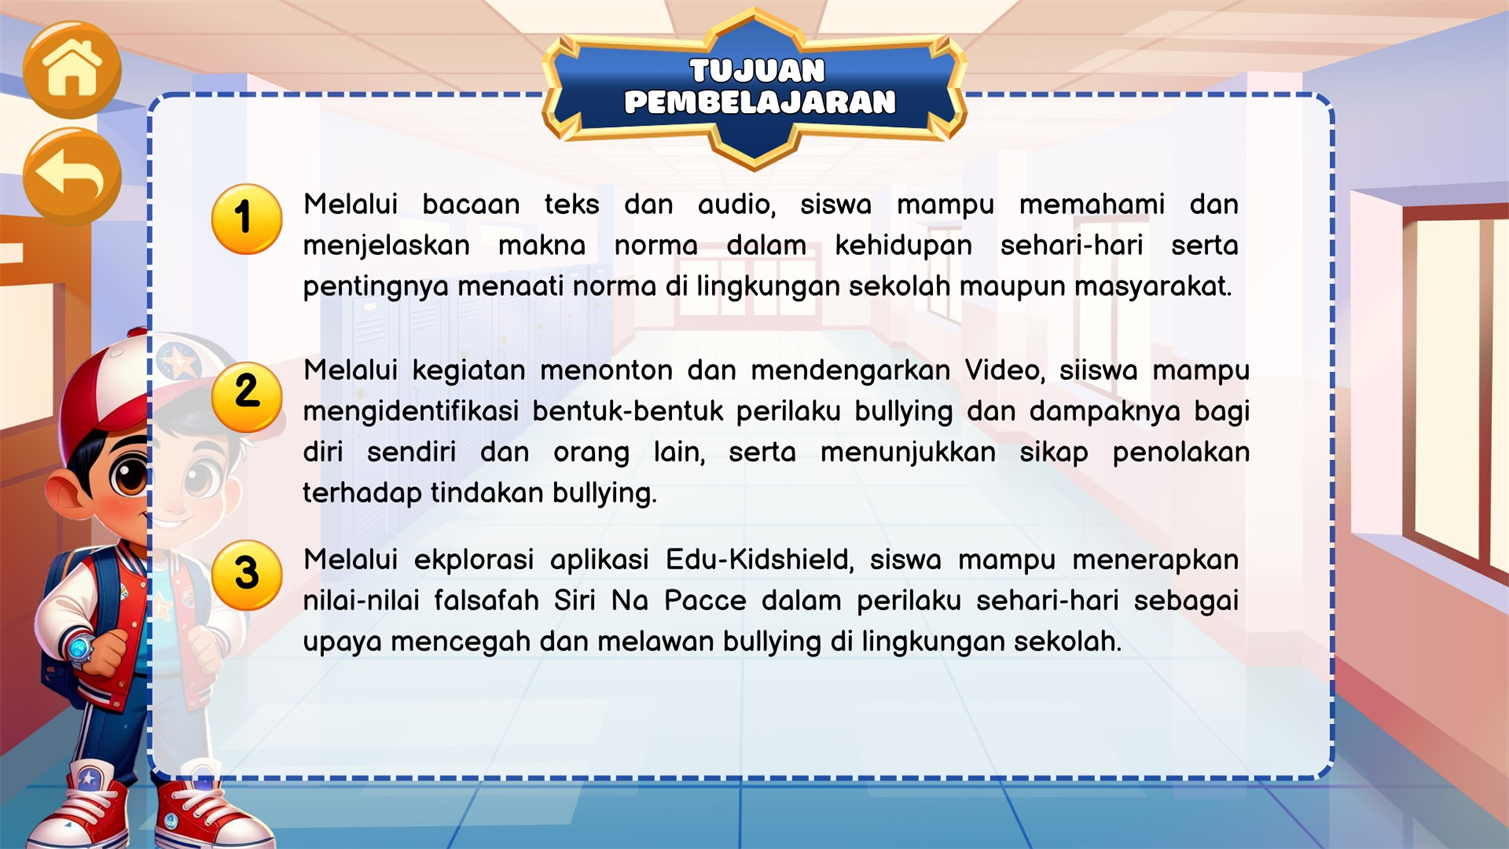 TUJUAN
PEMBELAJARAN
1
Melalui bacaan teks dan audio, siswa mampu memahami dan
menjelaskan makna norma dalam kehidupan sehari-hari serta
pentingnya menaati norma di lingkungan sekolah maupun masyarakat.
2
Melalui kegiatan menonton dan mendengarkan Video, siiswa mampu
mengidentifikasi bentuk-bentuk perilaku bullying dan dampaknya bagi
diri sendiri dan orang lain, serta menunjukkan sikap penolakan
terhadap tindakan bullying.
3
Melalui ekplorasi aplikasi Edu-Kidshield, siswa mampu menerapkan
nilai-nilai falsafah Siri Na Pacce dalam perilaku sehari-hari sebagai
upaya mencegah dan melawan bullying di lingkungan sekolah.